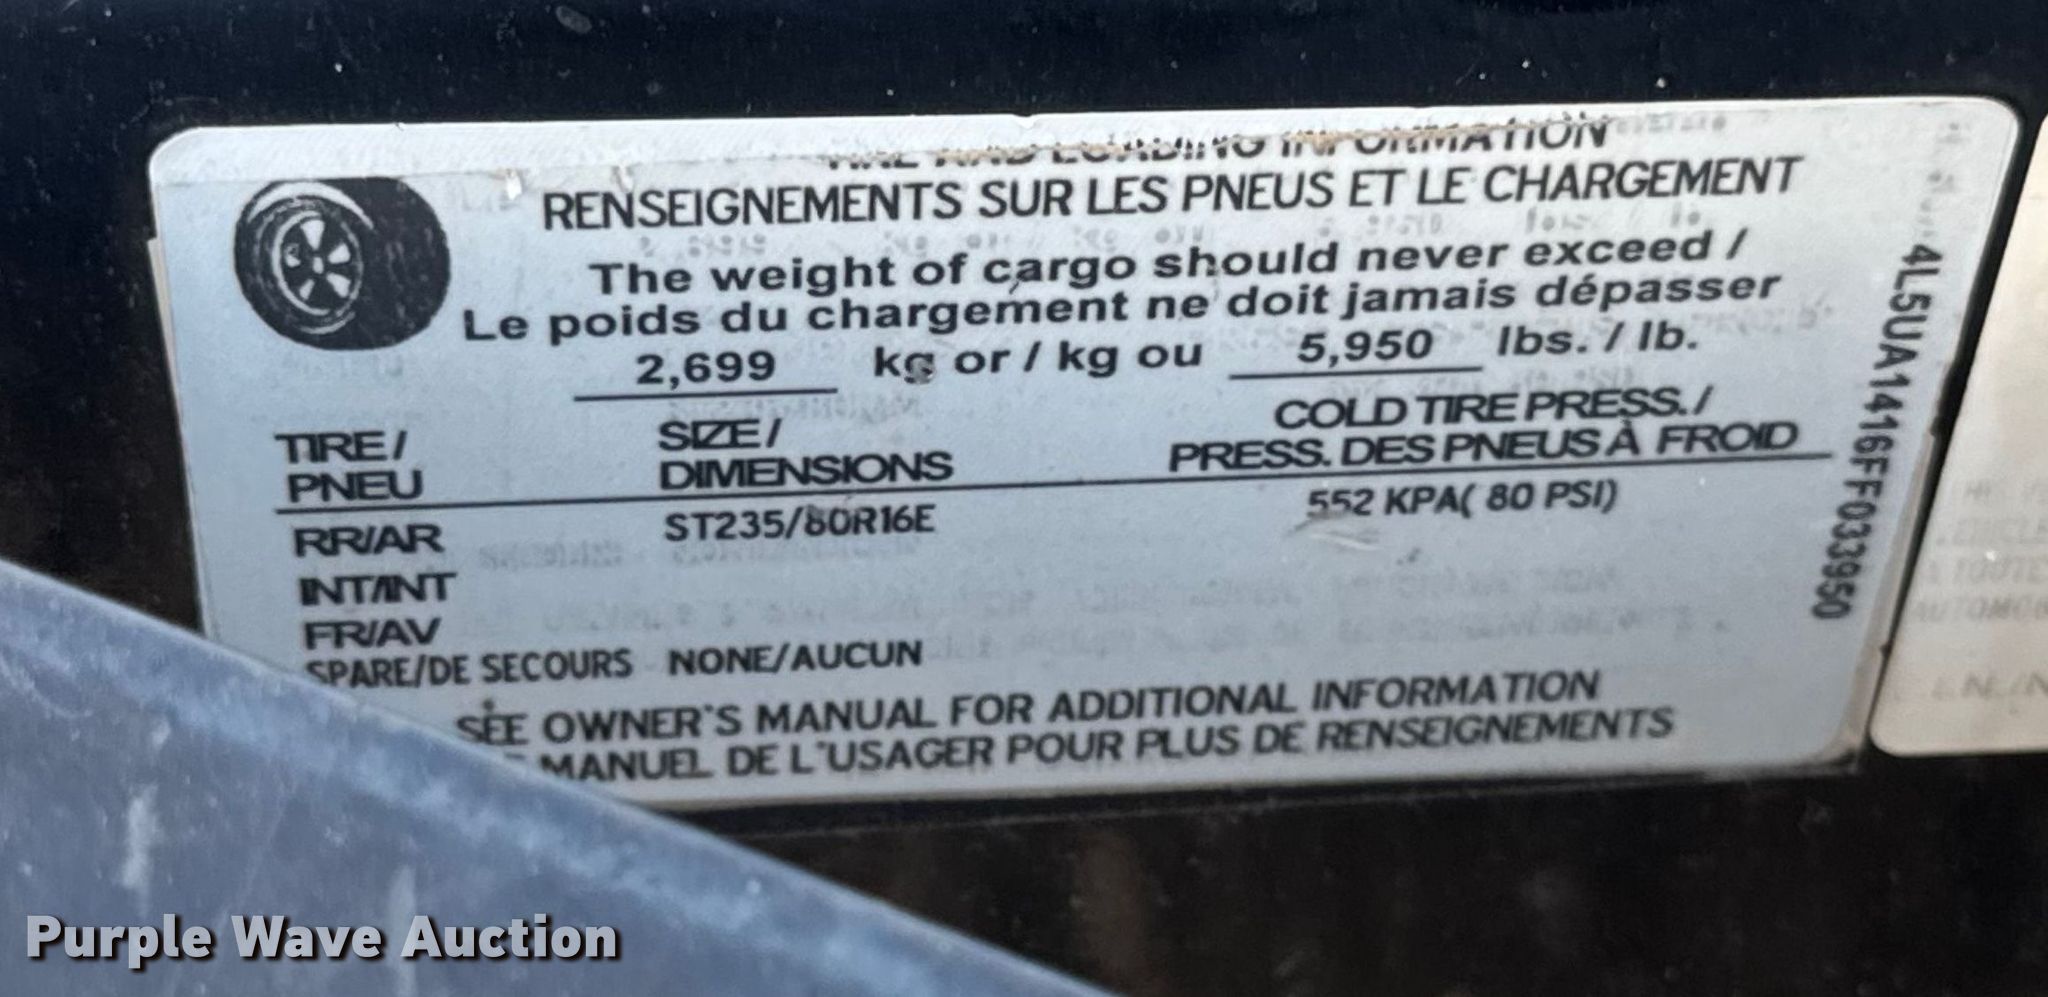 TIRE AND LOADING INFORMATION
RENSEIGNEMENTS SUR LES PNEUS ET LE CHARGEMENT
The weight of cargo should never exceed /
Le poids du chargement ne doit jamais dépasser
2,699 kg or / kg ou 5,950 lbs. / lb.
TIRE / SIZE / COLD TIRE PRESS. /
PNEU DIMENSIONS PRESS. DES PNEUS À FROID
RR/AR ST235/80R16E 552 KPA( 80 PSI)
INT/INT
FR/AV
SPARE/DE SECOURS NONE/AUCUN
SEE OWNER'S MANUAL FOR ADDITIONAL INFORMATION
MANUEL DE L'USAGER POUR PLUS DE RENSEIGNEMENTS
4L5UA1416FF033950
Purple Wave Auction